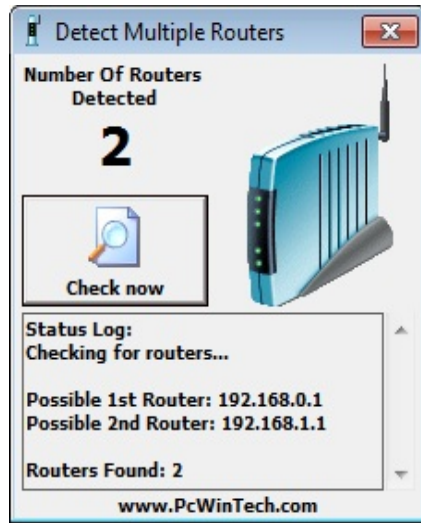 Detect Multiple Routers
Number Of Routers
Detected
2
Check now
Status Log:
Checking for routers...
Possible 1st Router: 192.168.0.1
Possible 2nd Router: 192.168.1.1
Routers Found: 2
www.PcWinTech.com